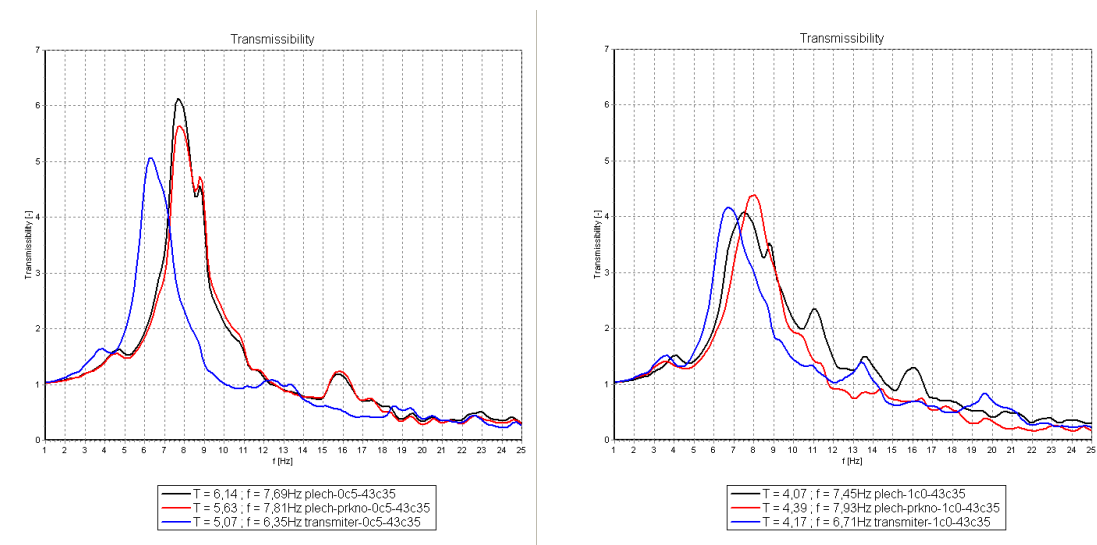 Transmissibility
7
6
5
4
3
2
1
0
Transmissibility [-]
1 2 3 4 5 6 7 8 9 10 11 12 13 14 15 16 17 18 19 20 21 22 23 24 25
f [Hz]
T = 6,14 ; f = 7,69Hz plech-0c5-43c35
T = 5,63 ; f = 7,81Hz plech-prkno-0c5-43c35
T = 5,07 ; f = 6,35Hz transmiter-0c5-43c35
Transmissibility
7
6
5
4
3
2
1
0
Transmissibility [-]
1 2 3 4 5 6 7 8 9 10 11 12 13 14 15 16 17 18 19 20 21 22 23 24 25
f [Hz]
T = 4,07 ; f = 7,45Hz plech-1c0-43c35
T = 4,39 ; f = 7,93Hz plech-prkno-1c0-43c35
T = 4,17 ; f = 6,71Hz transmiter-1c0-43c35